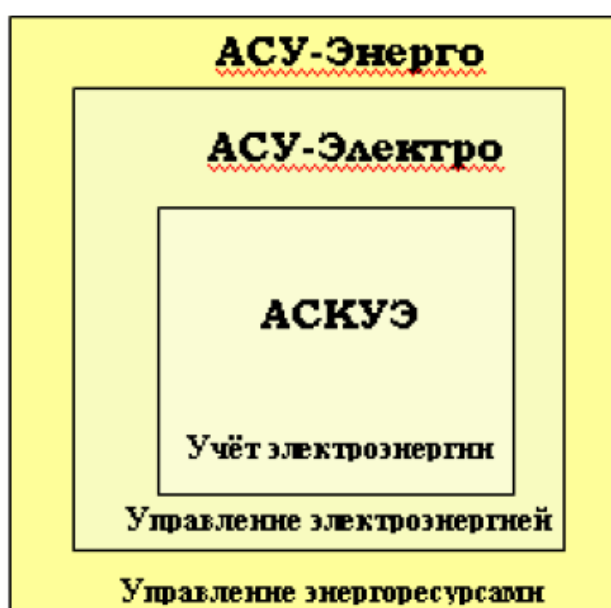 АСУ-Энерго
АСУ-Электро
АСКУЭ
Учёт электроэнергии
Управление электроэнергией
Управление энергоресурсами